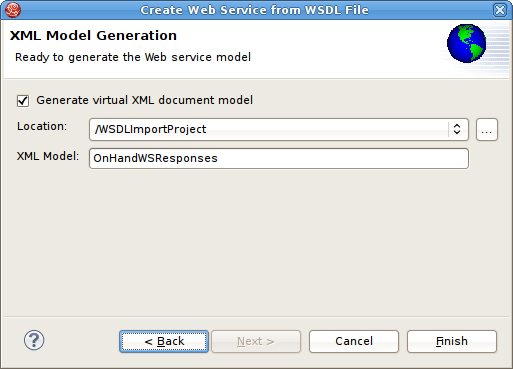 Create Web Service from WSDL File
XML Model Generation
Ready to generate the Web service model
Generate virtual XML document model
Location: /WSDLImportProject ...
XML Model: OnHandWSResponses
? < Back Next > Cancel Finish